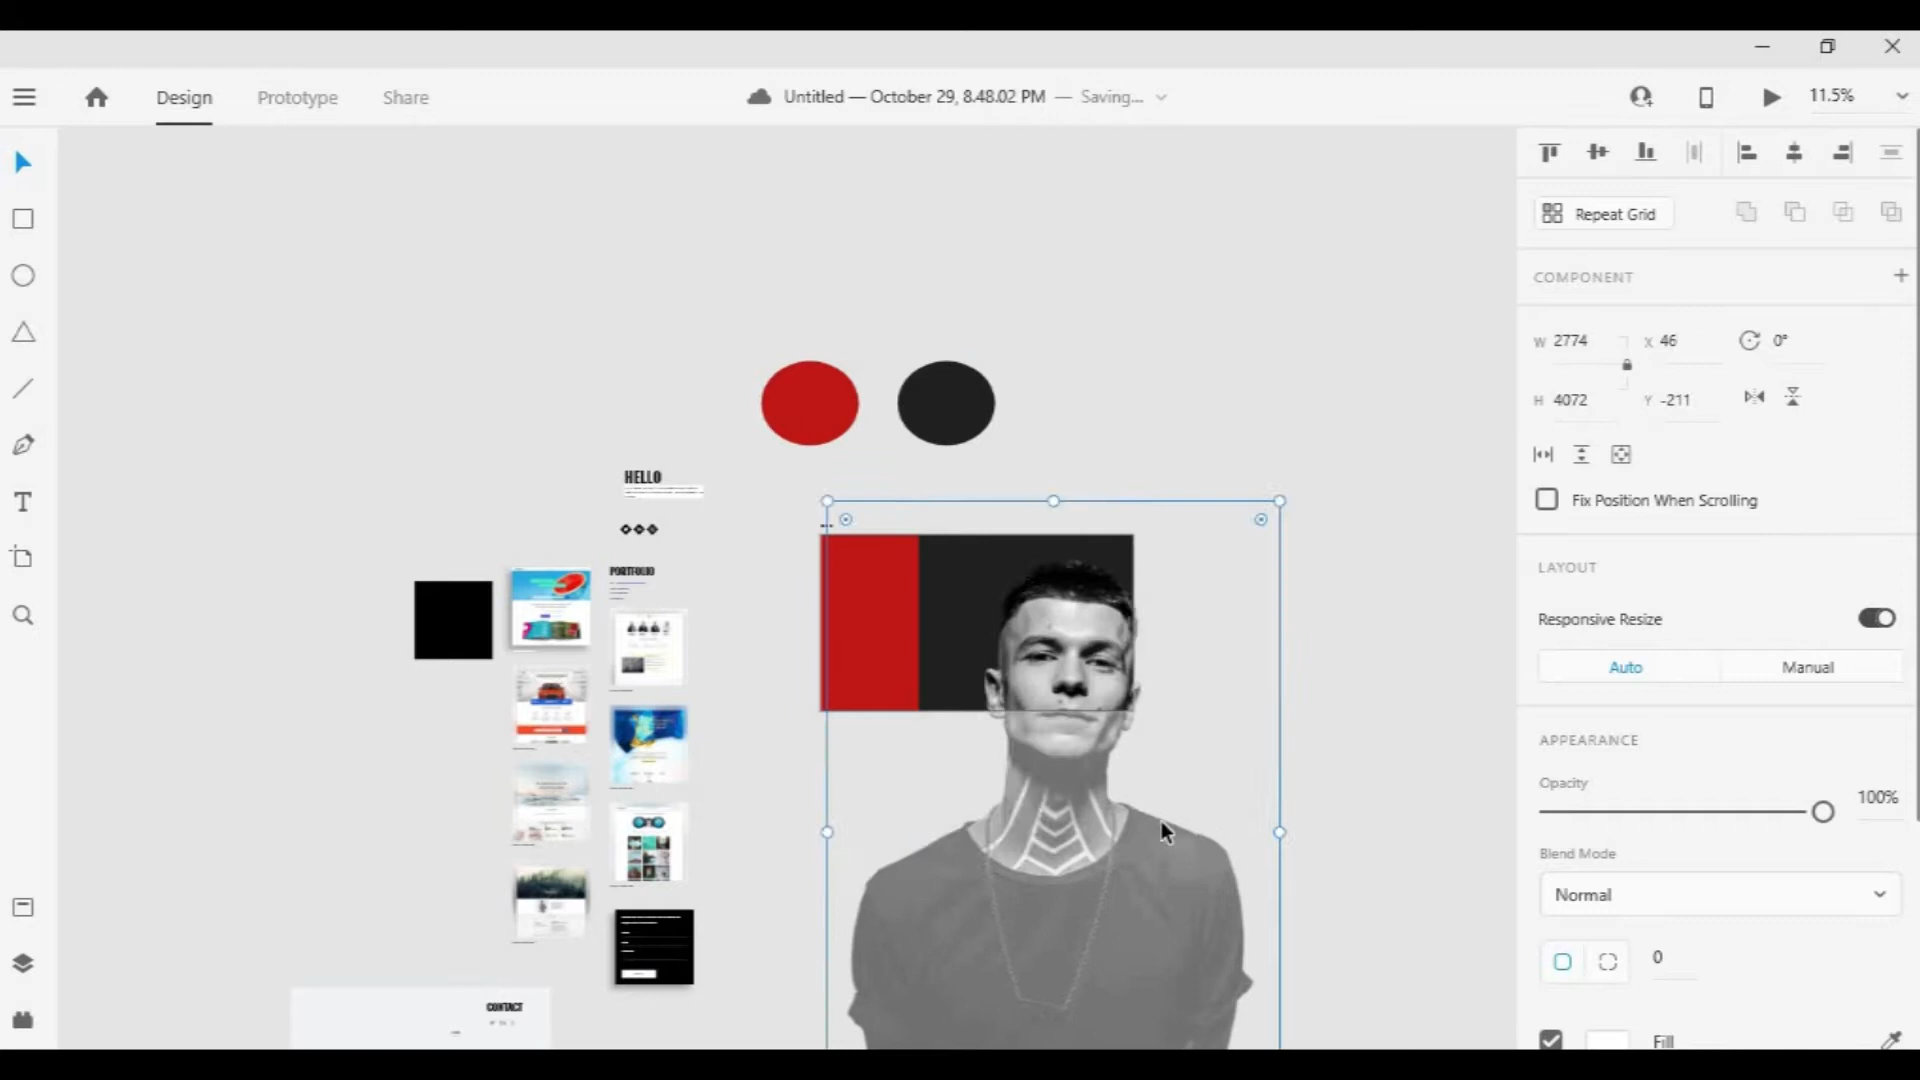 Design
Prototype
Share
Untitled — October 29, 8.48.02 PM — Saving...
11.5%
Repeat Grid
COMPONENT
W 2774
X 46
0°
H 4072
Y -211
Fix Position When Scrolling
LAYOUT
Responsive Resize
Auto
Manual
APPEARANCE
Opacity
100%
Blend Mode
Normal
0
Fill
HELLO
PORTFOLIO
CONTACT